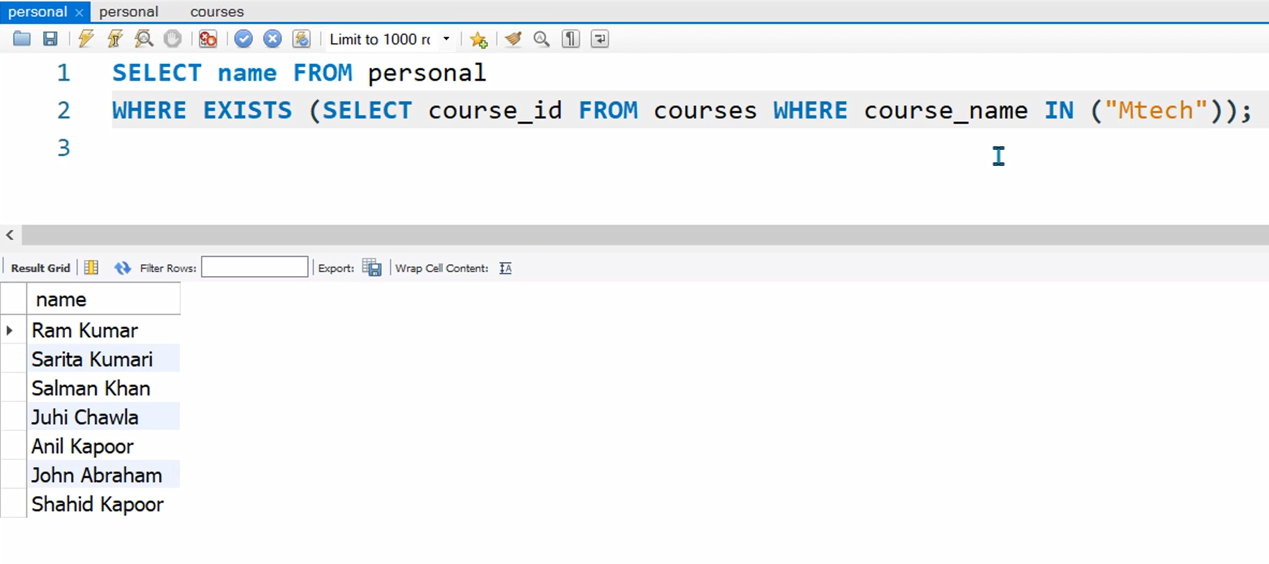 personal × personal courses
Limit to 1000 rc
1 SELECT name FROM personal
2 WHERE EXISTS (SELECT course_id FROM courses WHERE course_name IN ("Mtech"));
3
Result Grid Filter Rows: Export: Wrap Cell Content:
name
Ram Kumar
Sarita Kumari
Salman Khan
Juhi Chawla
Anil Kapoor
John Abraham
Shahid Kapoor